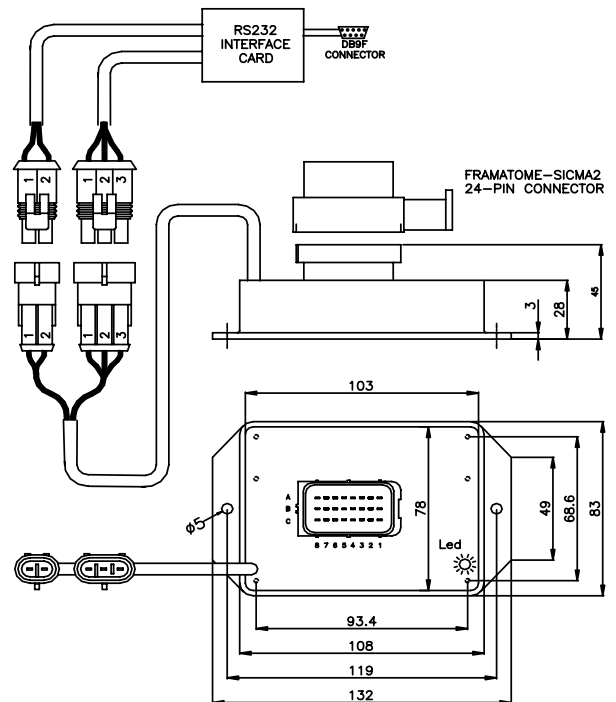 RS232
INTERFACE
CARD
DB9F
CONNECTOR
1 2
1 2 3
FRAMATOME-SICMA2
24-PIN CONNECTOR
1 2
1 2 3
3
28
45
103
A
B
C
8 7 6 5 4 3 2 1
Led
ø5
78
49
68.6
83
93.4
108
119
132